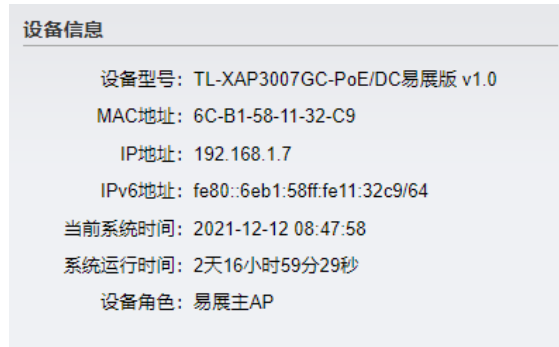 设备信息
设备型号: TL-XAP3007GC-PoE/DC易展版 v1.0
MAC地址: 6C-B1-58-11-32-C9
IP地址: 192.168.1.7
IPv6地址: fe80::6eb1:58ff:fe11:32c9/64
当前系统时间: 2021-12-12 08:47:58
系统运行时间: 2天16小时59分29秒
设备角色: 易展主AP